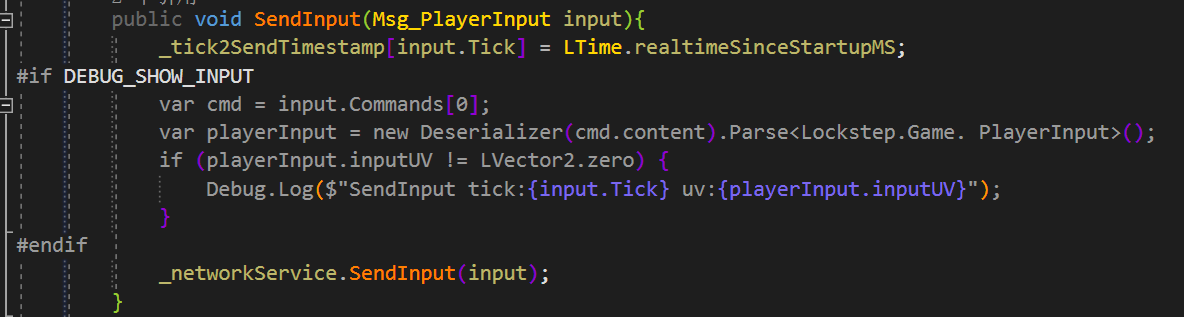 public void SendInput(Msg_PlayerInput input){
_tick2SendTimestamp[input.Tick] = LTime.realtimeSinceStartupMS;
#if DEBUG_SHOW_INPUT
var cmd = input.Commands[0];
var playerInput = new Deserializer(cmd.content).Parse<Lockstep.Game. PlayerInput>();
if (playerInput.inputUV != LVector2.zero) {
Debug.Log($"SendInput tick:{input.Tick} uv:{playerInput.inputUV}");
}
#endif
_networkService.SendInput(input);
}